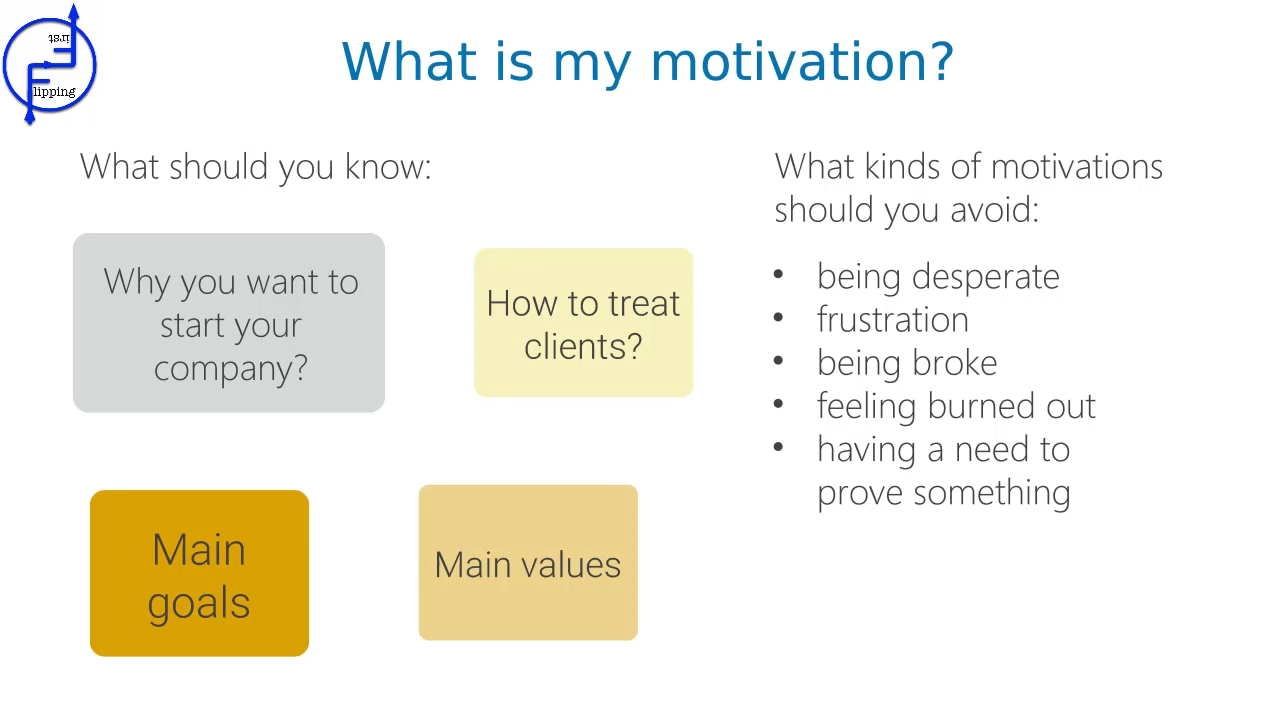 First
Flipping
What is my motivation?
What should you know:
Why you want to
start your
company?
How to treat
clients?
Main
goals
Main values
What kinds of motivations
should you avoid:
• being desperate
• frustration
• being broke
• feeling burned out
• having a need to
prove something